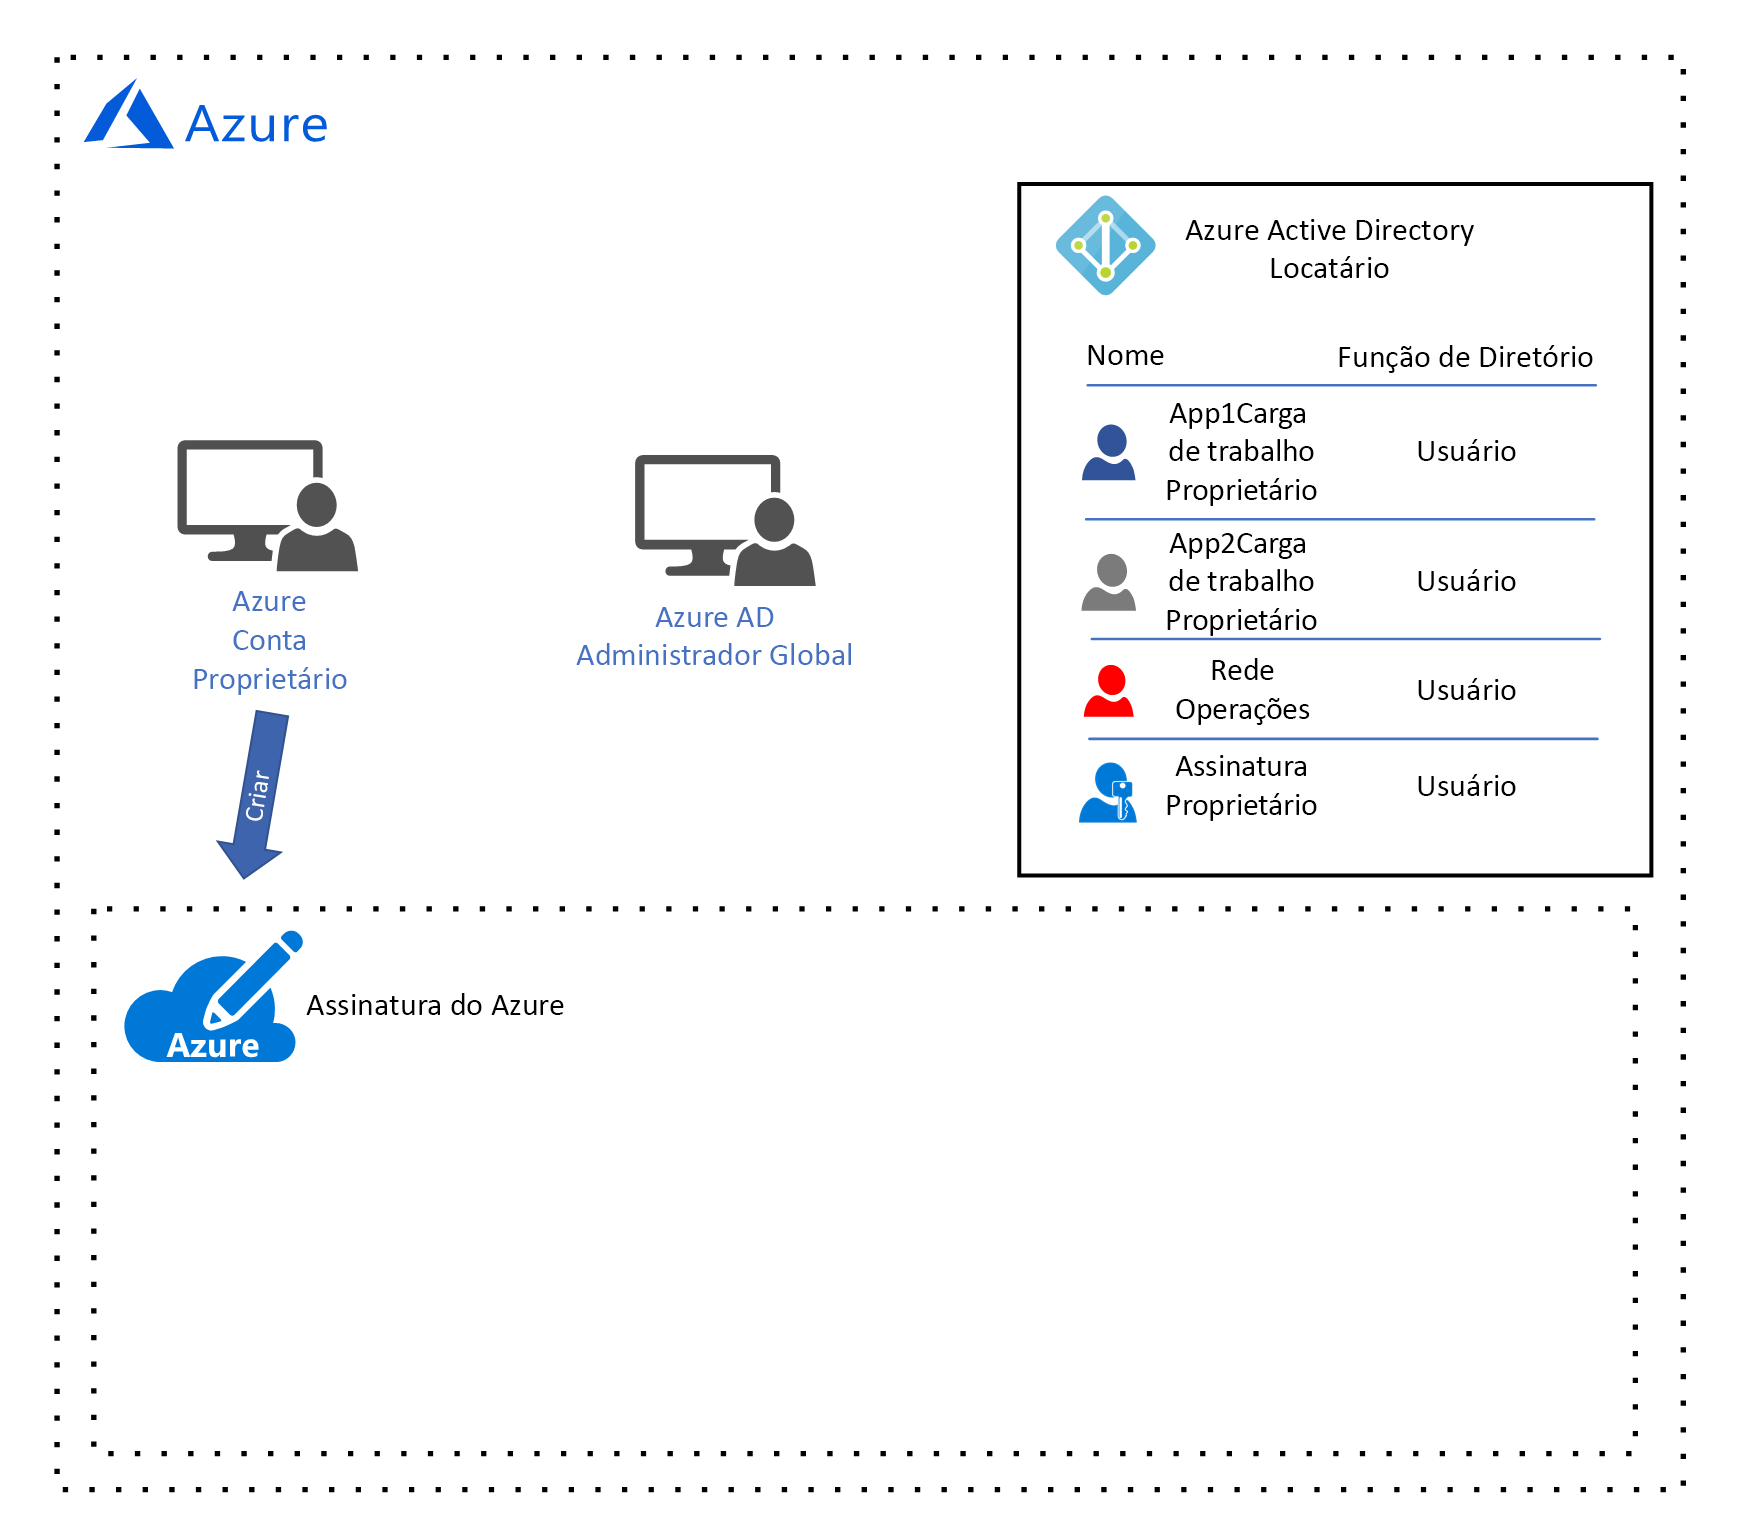 Azure
Azure Active Directory
Locatário
Nome
Função de Diretório
App1Carga
de trabalho
Proprietário
Usuário
App2Carga
de trabalho
Proprietário
Usuário
Rede
Operações
Usuário
Assinatura
Proprietário
Usuário
Azure
Conta
Proprietário
Azure AD
Administrador Global
Criar
Azure
Assinatura do Azure